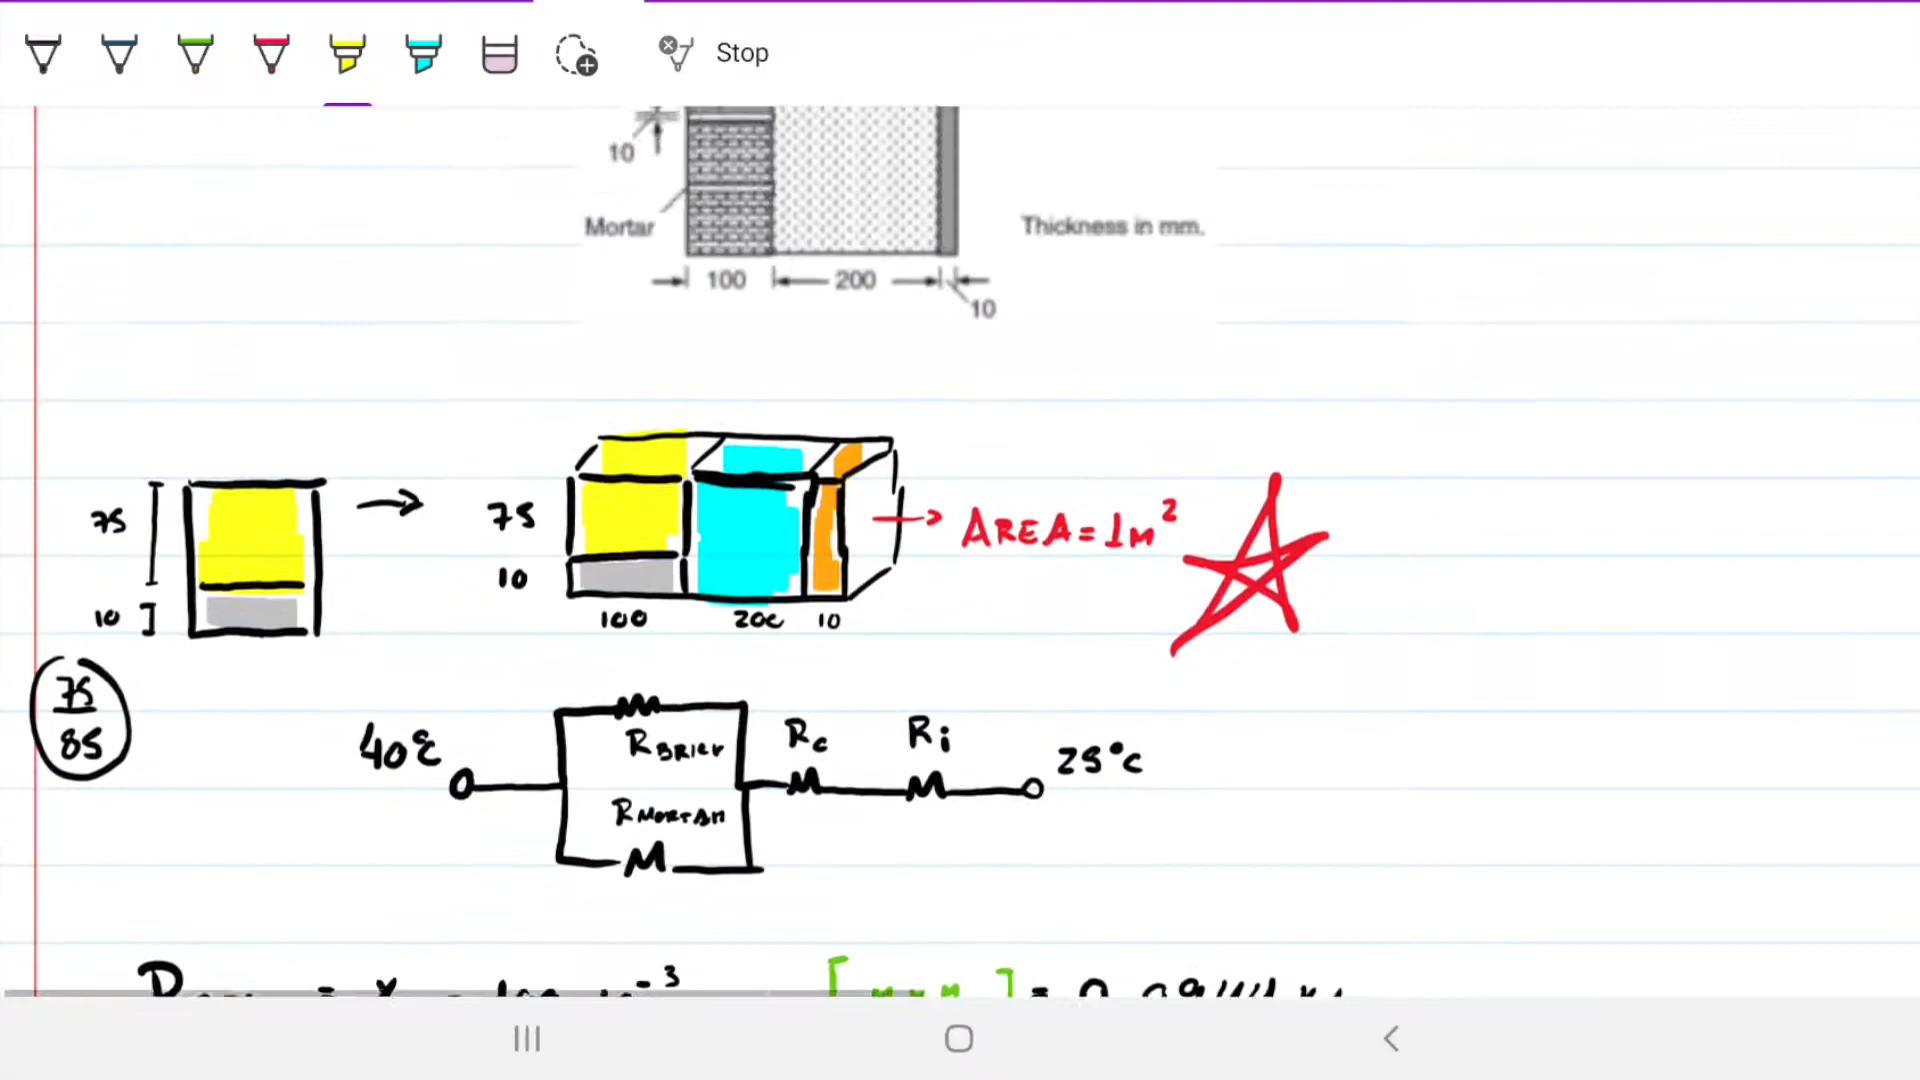 Stop
10
Mortar
Thickness in mm.
100 200
10
75 75 AREA = 1m²
10 10
100 200 10
75
85
40°C RBRICK Rc Ri 25°C
RMORTAR